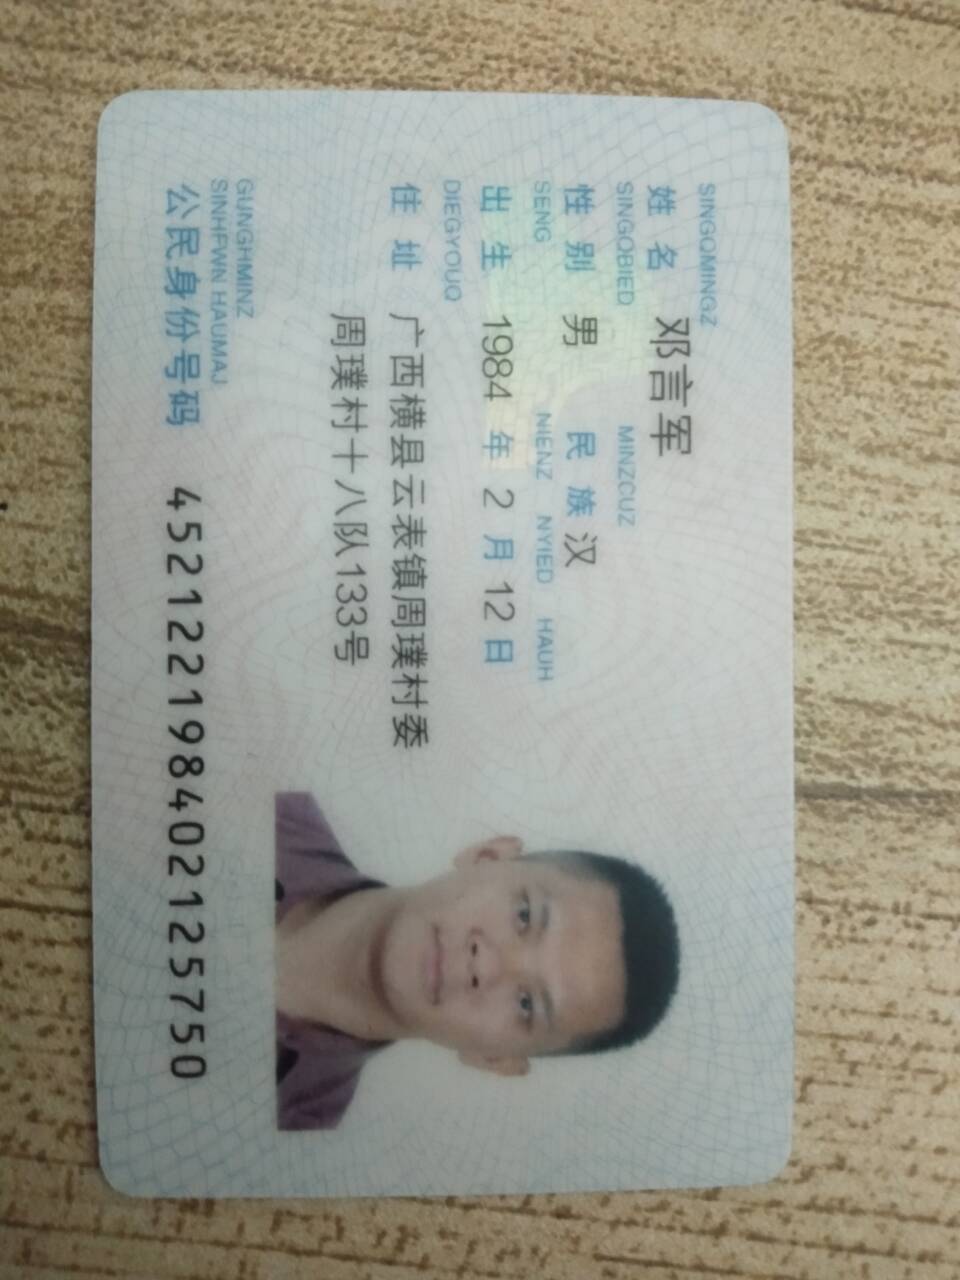 SINGQMINGZ
姓 名 邓言军
SINGQBIED MINZCUZ
性 别 男 民 族 汉
SENG NIENZ NYIED HAUH
出 生 1984 年 2 月 12 日
DIEGYOUQ
住 址 广西横县云表镇周璞村委
周璞村十八队133号
GUNGHMINZ
SINHFWN HAUMAJ
公民身份号码 452122198402125750